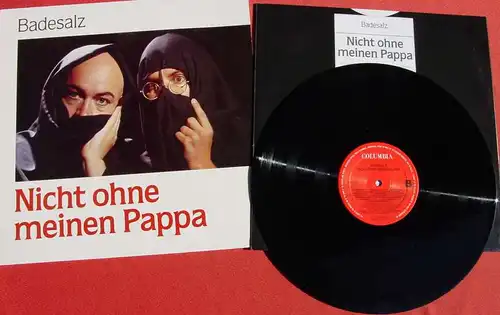 Badesalz
Nicht ohne
meinen Pappa
Badesalz
Nicht ohne
meinen Pappa
COLUMBIA